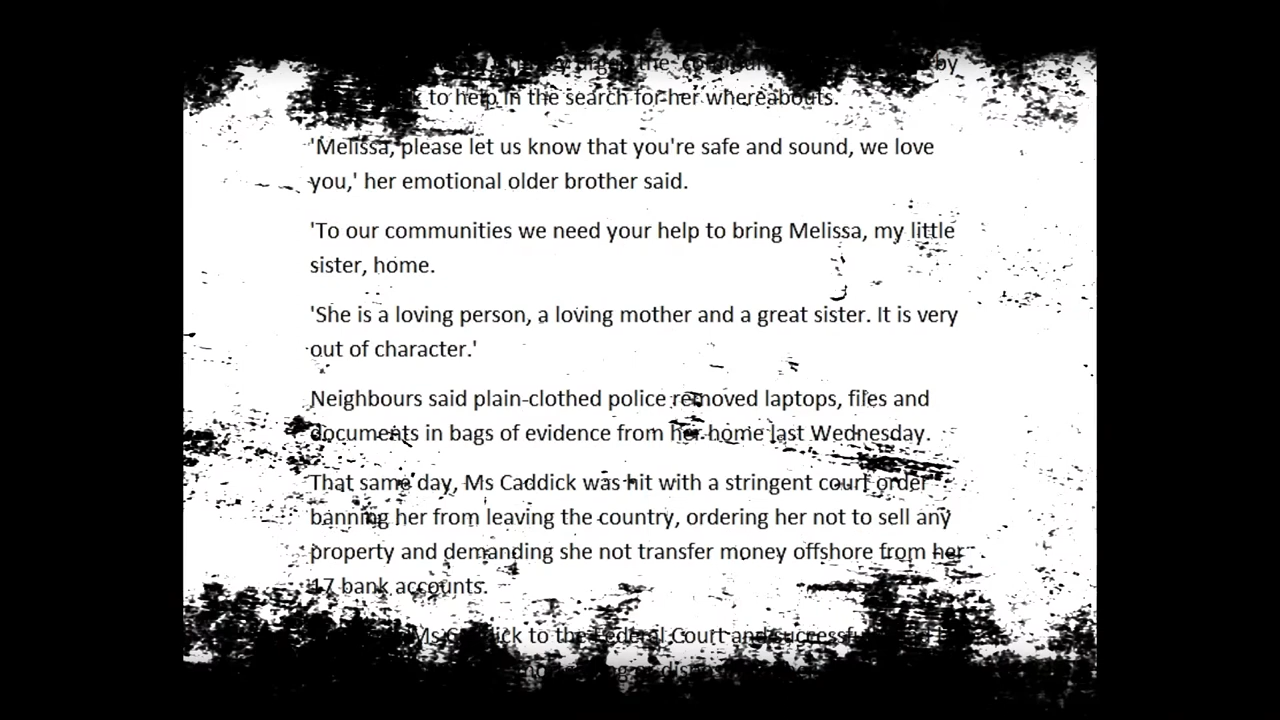 the by
to help in the search for her whereabouts.
'Melissa, please let us know that you're safe and sound, we love
you,' her emotional older brother said.
'To our communities we need your help to bring Melissa, my little
sister, home.
'She is a loving person, a loving mother and a great sister. It is very
out of character.'
Neighbours said plain-clothed police removed laptops, files and
documents in bags of evidence from her home last Wednesday.
That same day, Ms Caddick was hit with a stringent court order
banning her from leaving the country, ordering her not to sell any
property and demanding she not transfer money offshore from her
17 bank accounts.
Ms Caddick to the Federal Court and